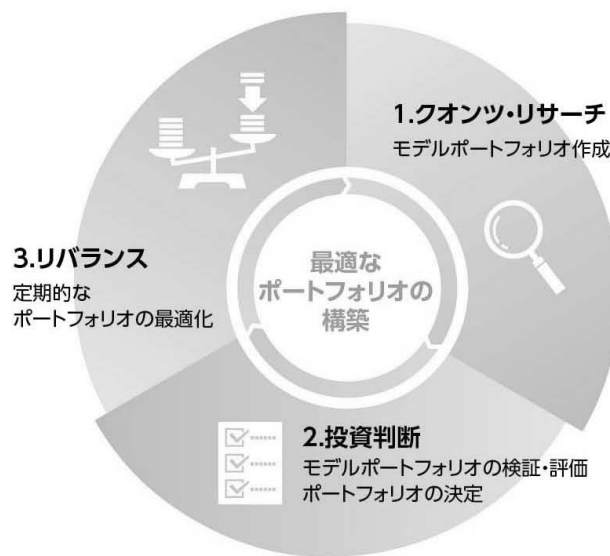 1.クオンツ・リサーチ
モデルポートフォリオ作成
2.投資判断
モデルポートフォリオの検証・評価
ポートフォリオの決定
3.リバランス
定期的な
ポートフォリオの最適化
最適な
ポートフォリオの
構築